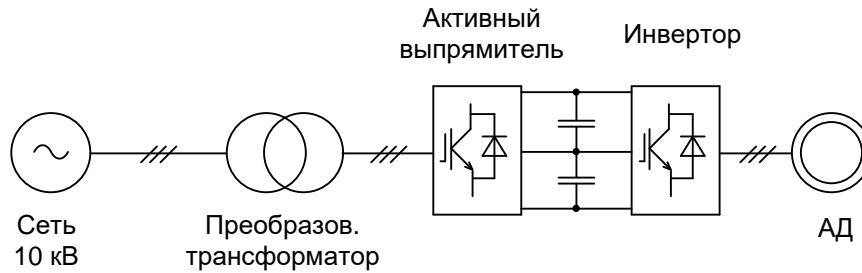 Активный
выпрямитель
Инвертор
Сеть
10 кВ
Преобразов.
трансформатор
АД